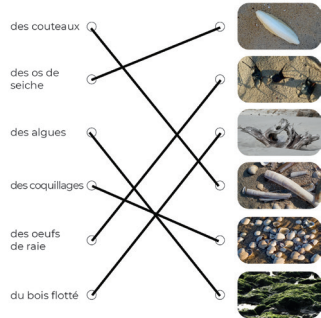 des couteaux
des os de
seiche
des algues
des coquillages
des oeufs
de raie
du bois flotté